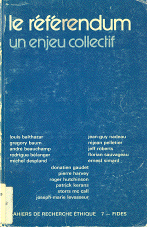 le référendum
un enjeu collectif
louis balthazar
gregory baum
andré beauchamp
rodrigue bélanger
michel despland
jean-guy nadeau
mijean pelletier
jeff roberts
florian sauvageau
ernest simard
donatien gaudet
pierre harvey
roger hutchinson
patrick kerans
storrs mc call
joseph-marie levasseur
CAHIERS DE RECHERCHE ÉTHIQUE 7 — FIDES